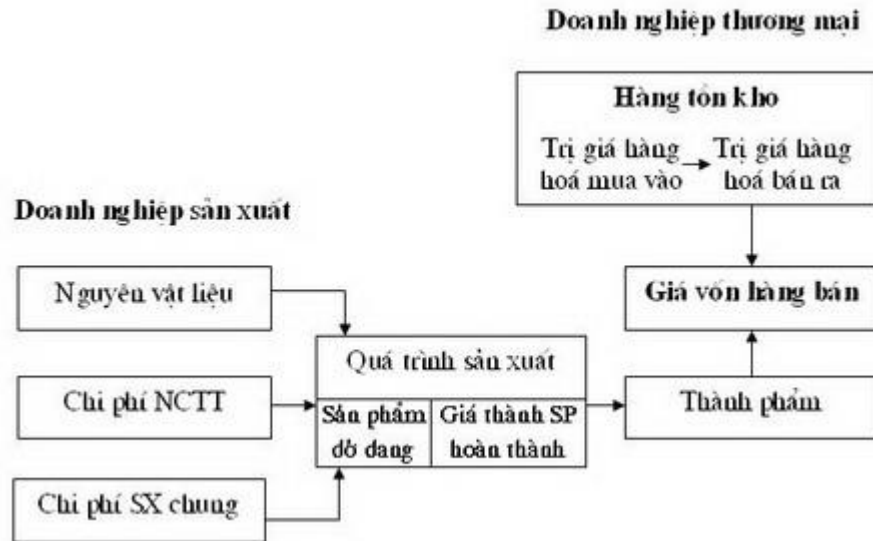 Doanh nghiệp thương mại
Hàng tồn kho
Trị giá hàng
hoá mua vào
Trị giá hàng
hoá bán ra
Doanh nghiệp sản xuất
Nguyên vật liệu
Giá vốn hàng bán
Quá trình sản xuất
Chi phí NCTT
Sản phẩm
dở dang
Giá thành SP
hoàn thành
Thành phẩm
Chi phí SX chung